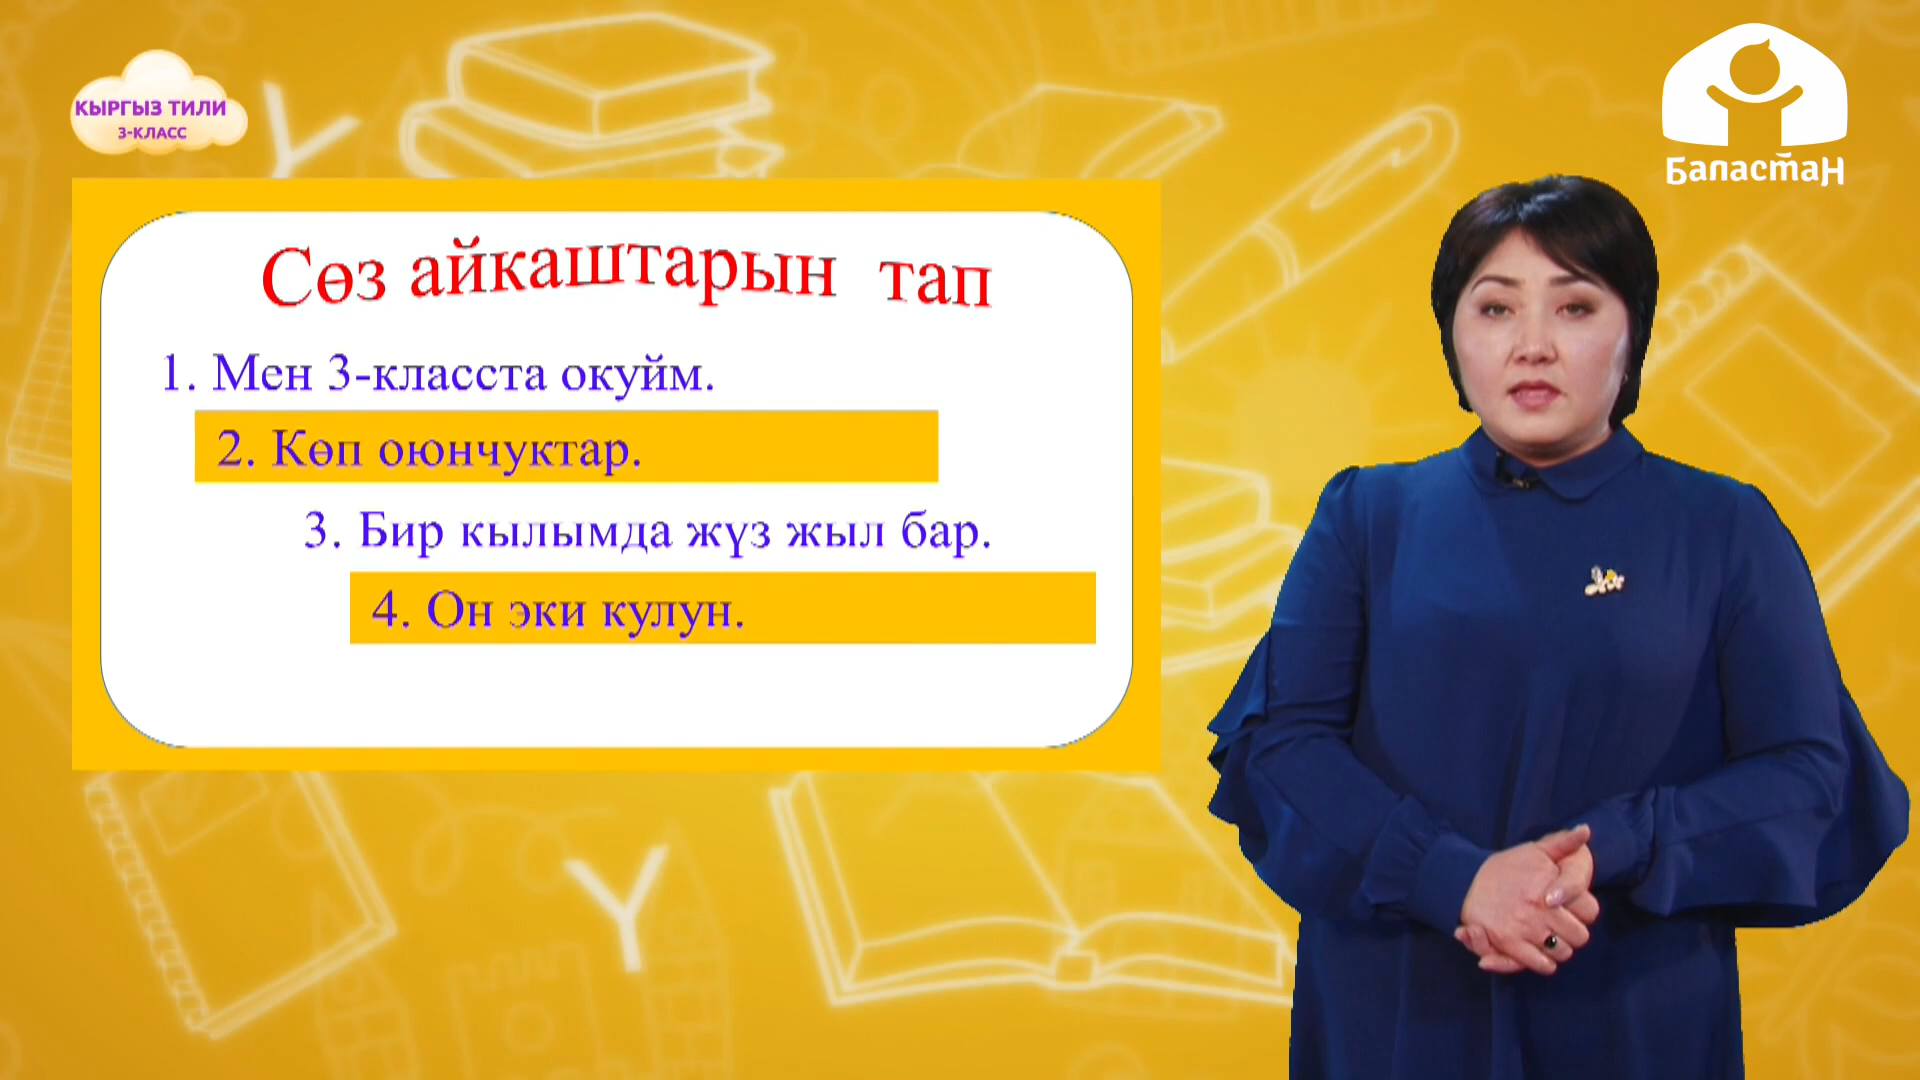 КЫРГЫЗ ТИЛИ
3-КЛАСС
Баластан
Сөз айкаштарын тап
1. Мен 3-класста окуйм.
2. Көп оюнчуктар.
3. Бир кылымда жүз жыл бар.
4. Он эки кулун.
Y
Y